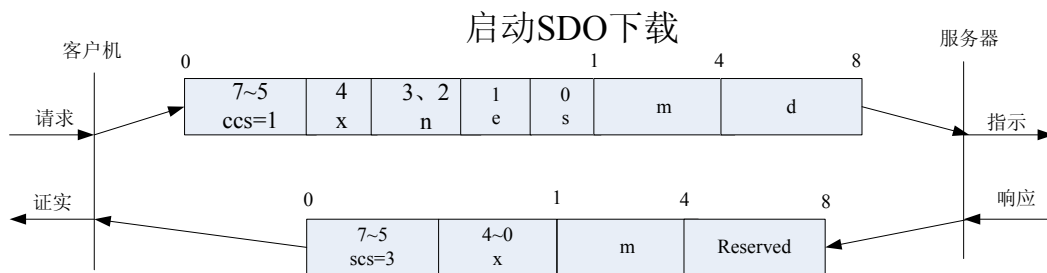 启动SDO下载
客户机
服务器
0 1 4 8
7~5 4 3、2 1 0
ccs=1 x n e s m d
请求
指示
证实
响应
0 1 4 8
7~5 4~0
scs=3 x m Reserved